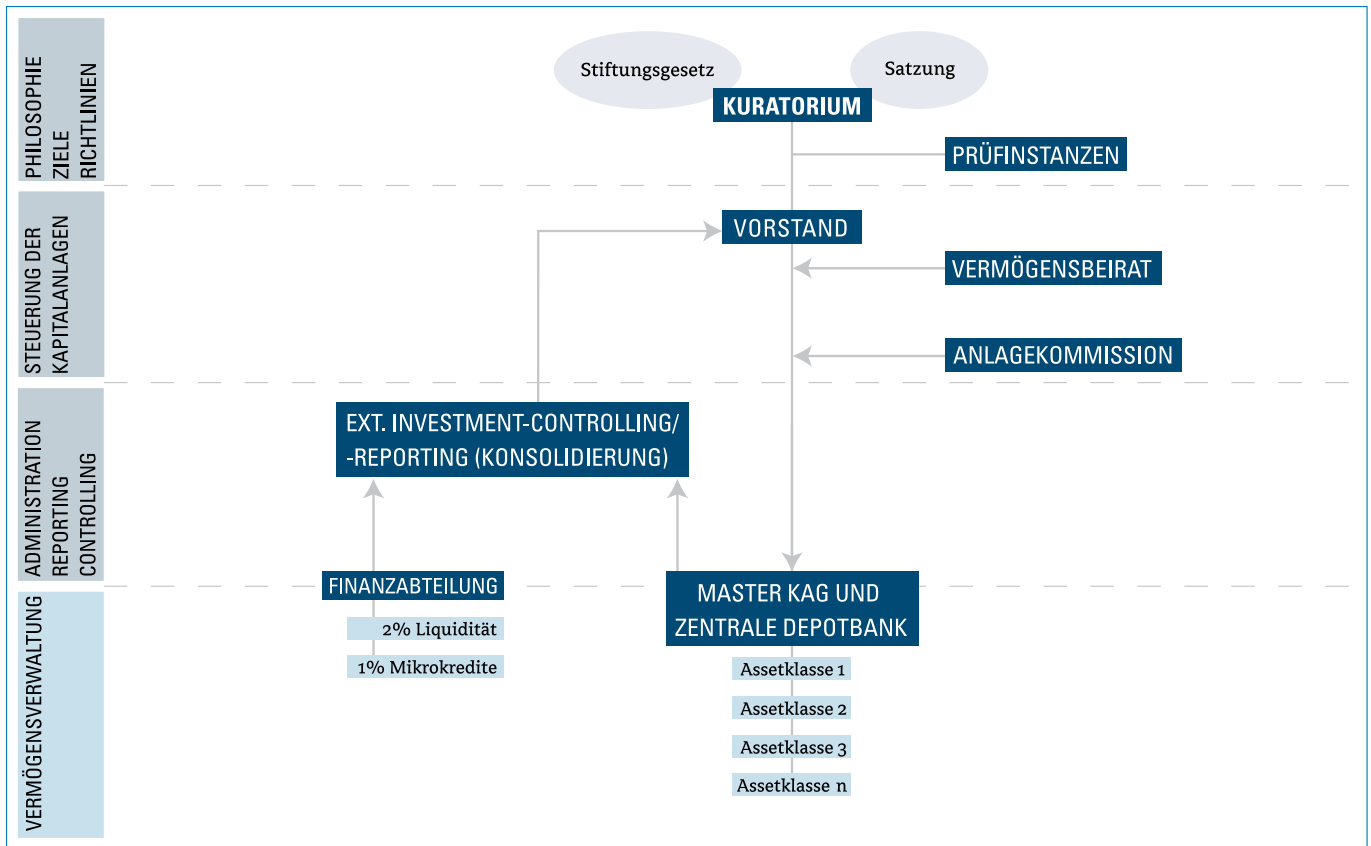 PHILOSOPHIE
ZIELE
RICHTLINIEN
Stiftungsgesetz
Satzung
KURATORIUM
PRÜFINSTANZEN
STEUERUNG DER
KAPITALANLAGEN
VORSTAND
VERMÖGENSBEIRAT
ANLAGEKOMMISSION
ADMINISTRATION
REPORTING
CONTROLLING
EXT. INVESTMENT-CONTROLLING/
-REPORTING (KONSOLIDIERUNG)
VERMÖGENSVERWALTUNG
FINANZABTEILUNG
2% Liquidität
1% Mikrokredite
MASTER KAG UND
ZENTRALE DEPOTBANK
Assetklasse 1
Assetklasse 2
Assetklasse 3
Assetklasse n